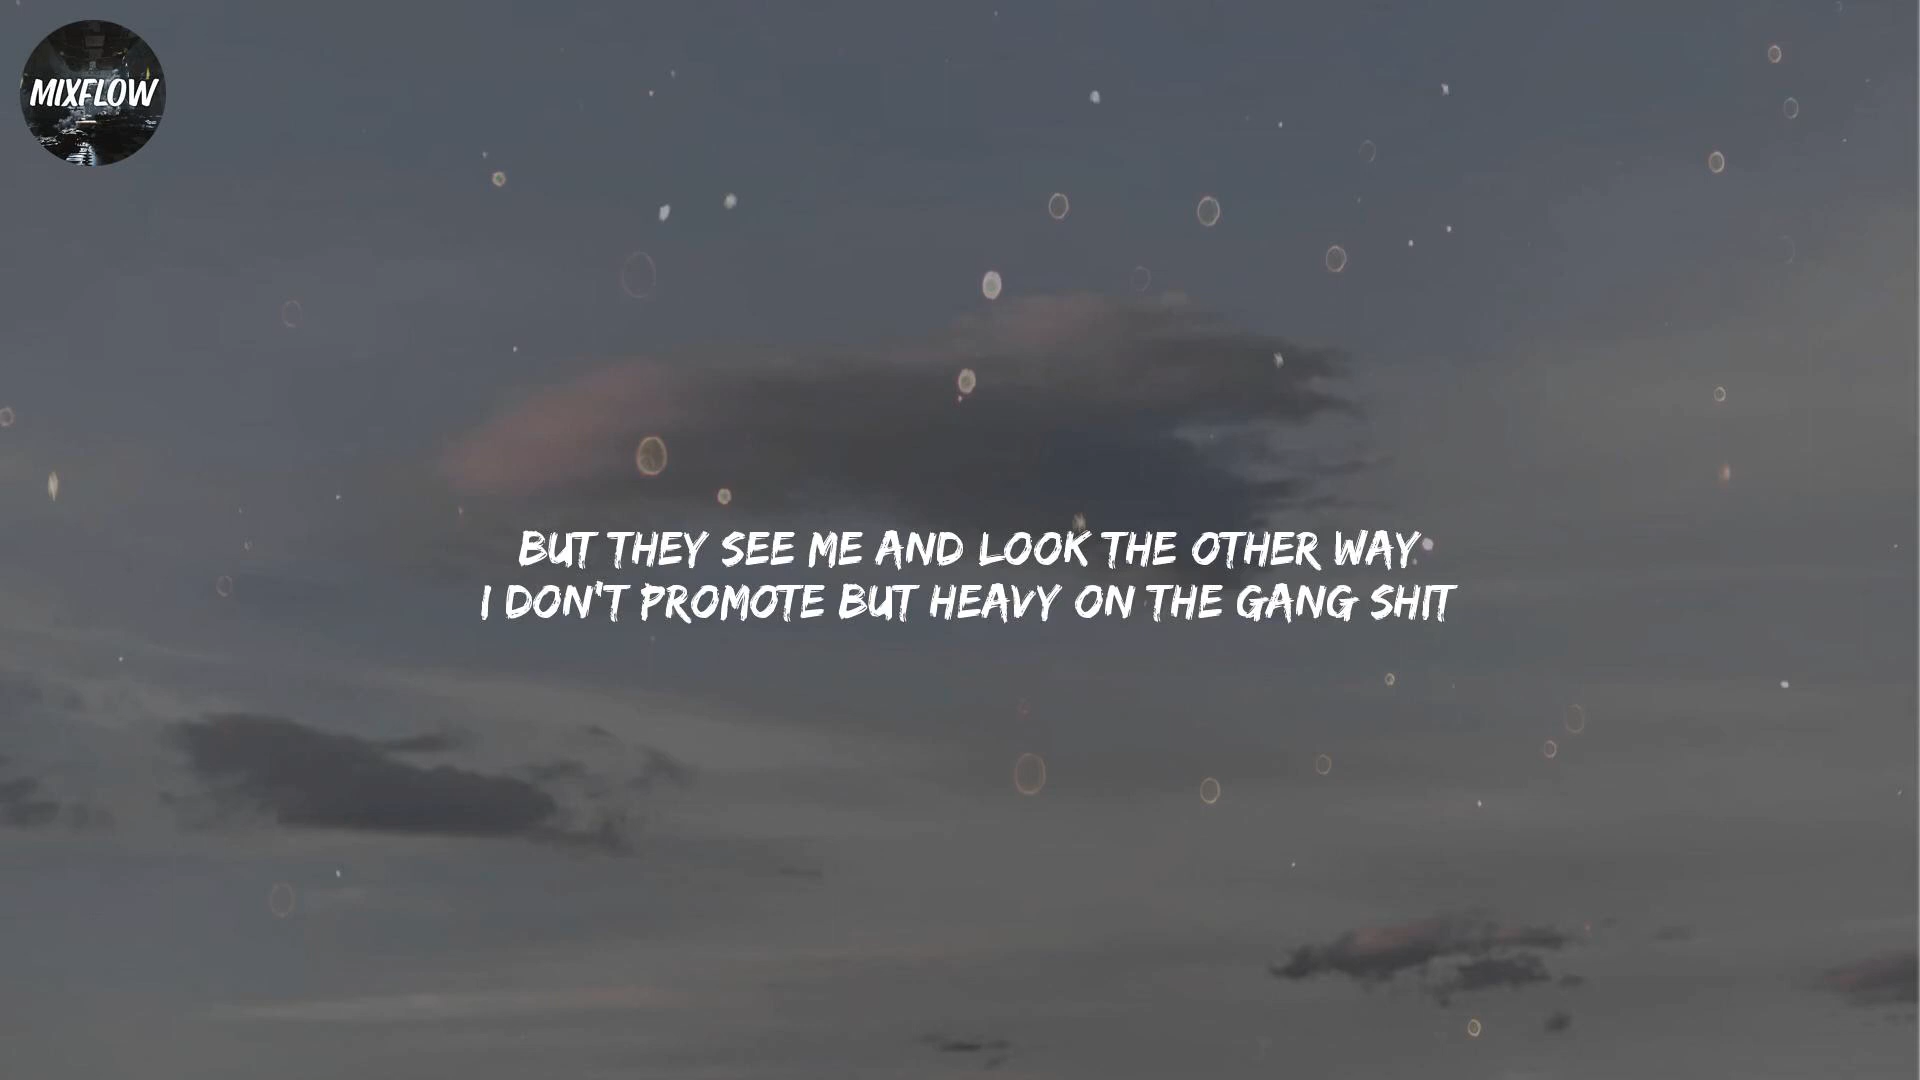 MIXFLOW
BUT THEY SEE ME AND LOOK THE OTHER WAY
I DON'T PROMOTE BUT HEAVY ON THE GANG SHIT